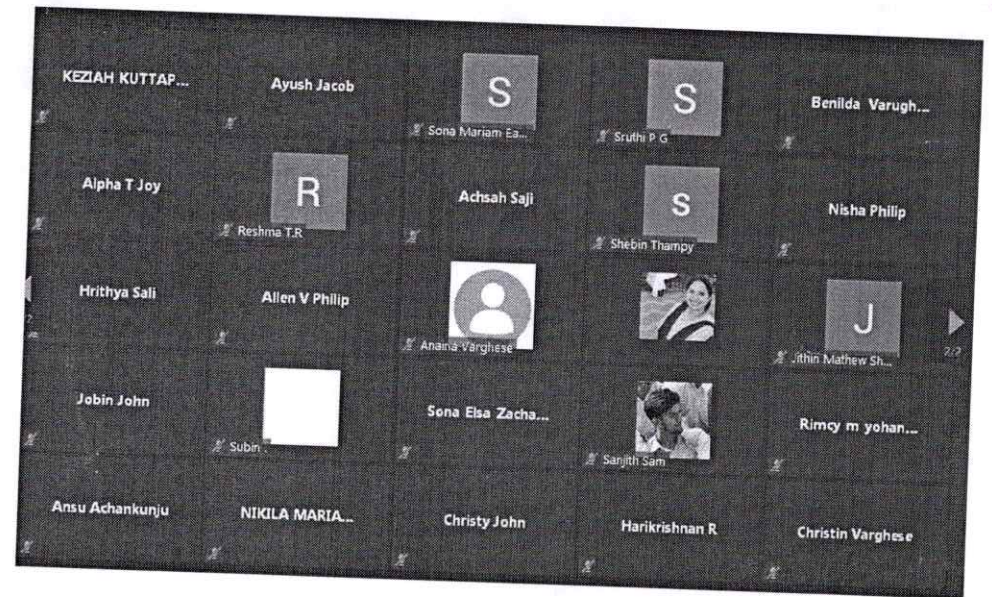 KEZIAH KUTTAP...
Ayush Jacob
S
Sona Mariam Ea...
S
Sruthi P G
Benilda Varugh...
Alpha T Joy
R
Reshma T.R
Achsah Saji
S
Shebin Thampy
Nisha Philip
Hrithya Sali
Allen V Philip
Anaina Varghese
J
Jithin Mathew Sh...
2/2
Jobin John
Subin .
Sona Elsa Zacha...
Sanjith Sam
Rimcy m yohan...
Ansu Achankunju
NIKILA MARIA...
Christy John
Harikrishnan R
Christin Varghese